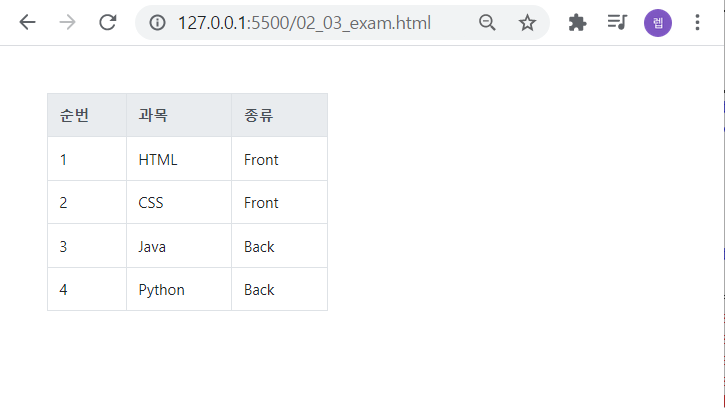 127.0.0.1:5500/02_03_exam.html
렙
순번 과목 종류
1 HTML Front
2 CSS Front
3 Java Back
4 Python Back